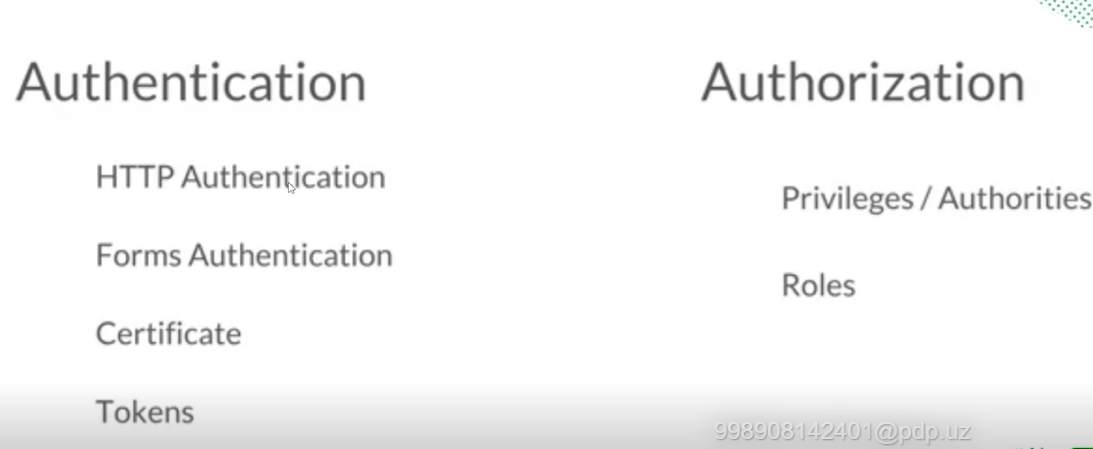 Authentication
HTTP Authentication
Forms Authentication
Certificate
Tokens
Authorization
Privileges / Authorities
Roles
998908142401@pdp.uz